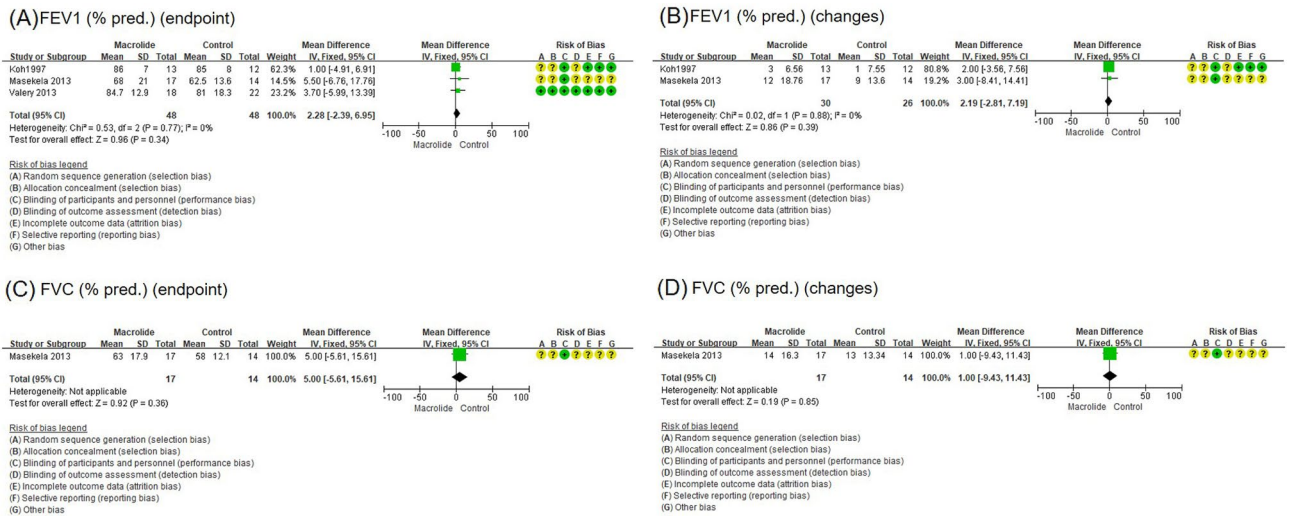 (A) FEV1 (% pred.) (endpoint)
Macrolide Control Mean Difference Mean Difference Risk of Bias
Study or Subgroup Mean SD Total Mean SD Total Weight IV, Fixed, 95% CI IV, Fixed, 95% CI A B C D E F G
Koh1997 86 7 13 85 8 12 62.3% 1.00 [-4.91, 6.91] ? ? + ? + + +
Masekela 2013 68 21 17 62.5 13.6 14 14.5% 5.50 [-6.76, 17.76] ? ? + ? ? ? ?
Valery 2013 84.7 12.9 18 81 18.3 22 23.2% 3.70 [-5.99, 13.39] + + + + + + +
Total (95% CI) 48 48 100.0% 2.28 [-2.39, 6.95]
Heterogeneity: Chi² = 0.53, df = 2 (P = 0.77); I² = 0%
Test for overall effect: Z = 0.96 (P = 0.34)
-100 -50 0 50 100
Macrolide Control
Risk of bias legend
(A) Random sequence generation (selection bias)
(B) Allocation concealment (selection bias)
(C) Blinding of participants and personnel (performance bias)
(D) Blinding of outcome assessment (detection bias)
(E) Incomplete outcome data (attrition bias)
(F) Selective reporting (reporting bias)
(G) Other bias
(B) FEV1 (% pred.) (changes)
Macrolide Control Mean Difference Mean Difference Risk of Bias
Study or Subgroup Mean SD Total Mean SD Total Weight IV, Fixed, 95% CI IV, Fixed, 95% CI A B C D E F G
Koh1997 3 6.56 13 1 7.55 12 80.8% 2.00 [-3.56, 7.56] ? ? + ? + + +
Masekela 2013 12 18.76 17 9 13.6 14 19.2% 3.00 [-8.41, 14.41] ? ? + ? ? ? ?
Total (95% CI) 30 26 100.0% 2.19 [-2.81, 7.19]
Heterogeneity: Chi² = 0.02, df = 1 (P = 0.88); I² = 0%
Test for overall effect: Z = 0.86 (P = 0.39)
-100 -50 0 50 100
Macrolide Control
Risk of bias legend
(A) Random sequence generation (selection bias)
(B) Allocation concealment (selection bias)
(C) Blinding of participants and personnel (performance bias)
(D) Blinding of outcome assessment (detection bias)
(E) Incomplete outcome data (attrition bias)
(F) Selective reporting (reporting bias)
(G) Other bias
(C) FVC (% pred.) (endpoint)
Macrolide Control Mean Difference Mean Difference Risk of Bias
Study or Subgroup Mean SD Total Mean SD Total Weight IV, Fixed, 95% CI IV, Fixed, 95% CI A B C D E F G
Masekela 2013 63 17.9 17 58 12.1 14 100.0% 5.00 [-5.61, 15.61] ? ? + ? ? ? ?
Total (95% CI) 17 14 100.0% 5.00 [-5.61, 15.61]
Heterogeneity: Not applicable
Test for overall effect: Z = 0.92 (P = 0.36)
-100 -50 0 50 100
Macrolide Control
Risk of bias legend
(A) Random sequence generation (selection bias)
(B) Allocation concealment (selection bias)
(C) Blinding of participants and personnel (performance bias)
(D) Blinding of outcome assessment (detection bias)
(E) Incomplete outcome data (attrition bias)
(F) Selective reporting (reporting bias)
(G) Other bias
(D) FVC (% pred.) (changes)
Macrolide Control Mean Difference Mean Difference Risk of Bias
Study or Subgroup Mean SD Total Mean SD Total Weight IV, Fixed, 95% CI IV, Fixed, 95% CI A B C D E F G
Masekela 2013 14 16.3 17 13 13.34 14 100.0% 1.00 [-9.43, 11.43] ? ? + ? ? ? ?
Total (95% CI) 17 14 100.0% 1.00 [-9.43, 11.43]
Heterogeneity: Not applicable
Test for overall effect: Z = 0.19 (P = 0.85)
-100 -50 0 50 100
Macrolide Control
Risk of bias legend
(A) Random sequence generation (selection bias)
(B) Allocation concealment (selection bias)
(C) Blinding of participants and personnel (performance bias)
(D) Blinding of outcome assessment (detection bias)
(E) Incomplete outcome data (attrition bias)
(F) Selective reporting (reporting bias)
(G) Other bias